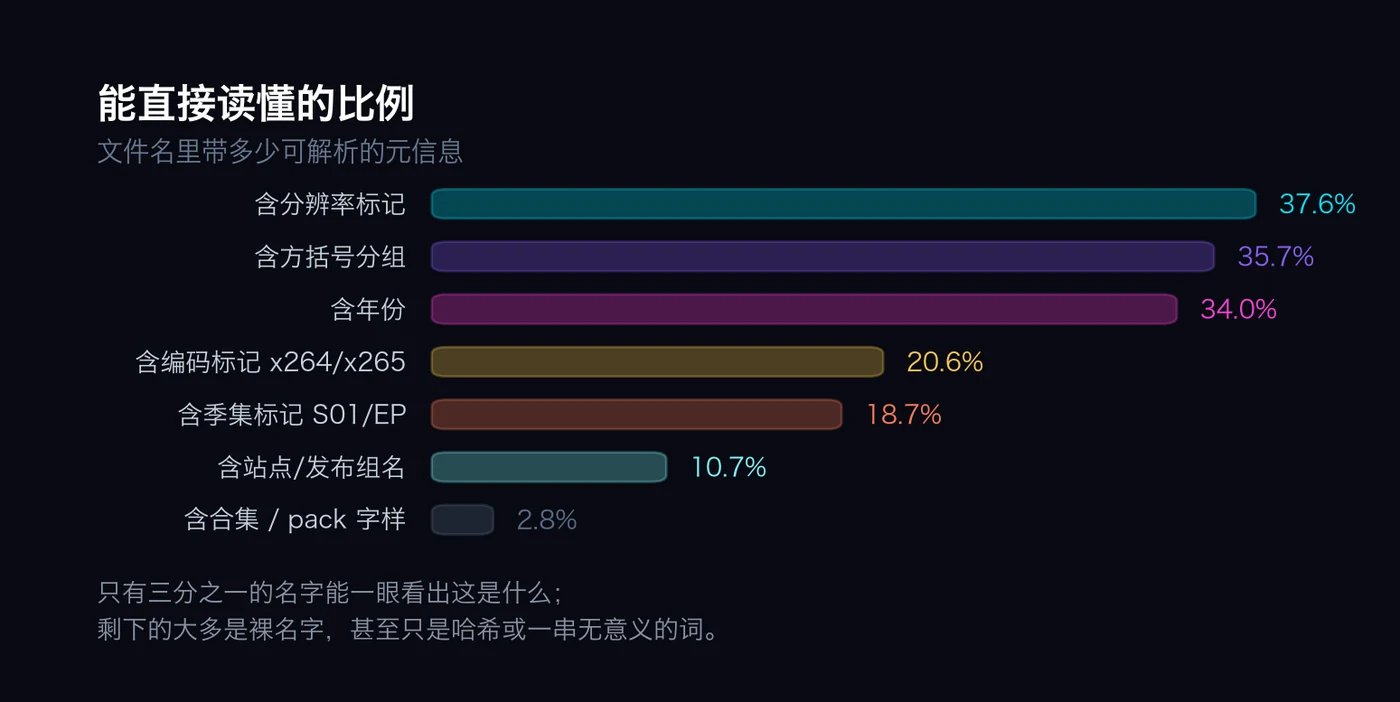 能直接读懂的比例
文件名里带多少可解析的元信息
含分辨率标记 37.6%
含方括号分组 35.7%
含年份 34.0%
含编码标记 x264/x265 20.6%
含季集标记 S01/EP 18.7%
含站点/发布组名 10.7%
含合集 / pack 字样 2.8%
只有三分之一的名字能一眼看出这是什么；
剩下的大多是裸名字，甚至只是哈希或一串无意义的词。